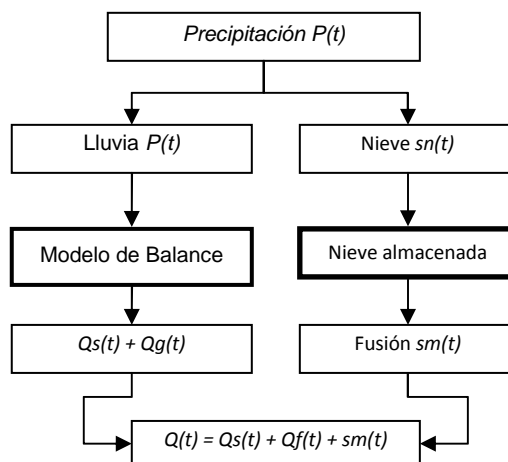 Precipitación P(t)
Lluvia P(t)
Nieve sn(t)
Modelo de Balance
Nieve almacenada
Qs(t) + Qg(t)
Fusión sm(t)
Q(t) = Qs(t) + Qf(t) + sm(t)